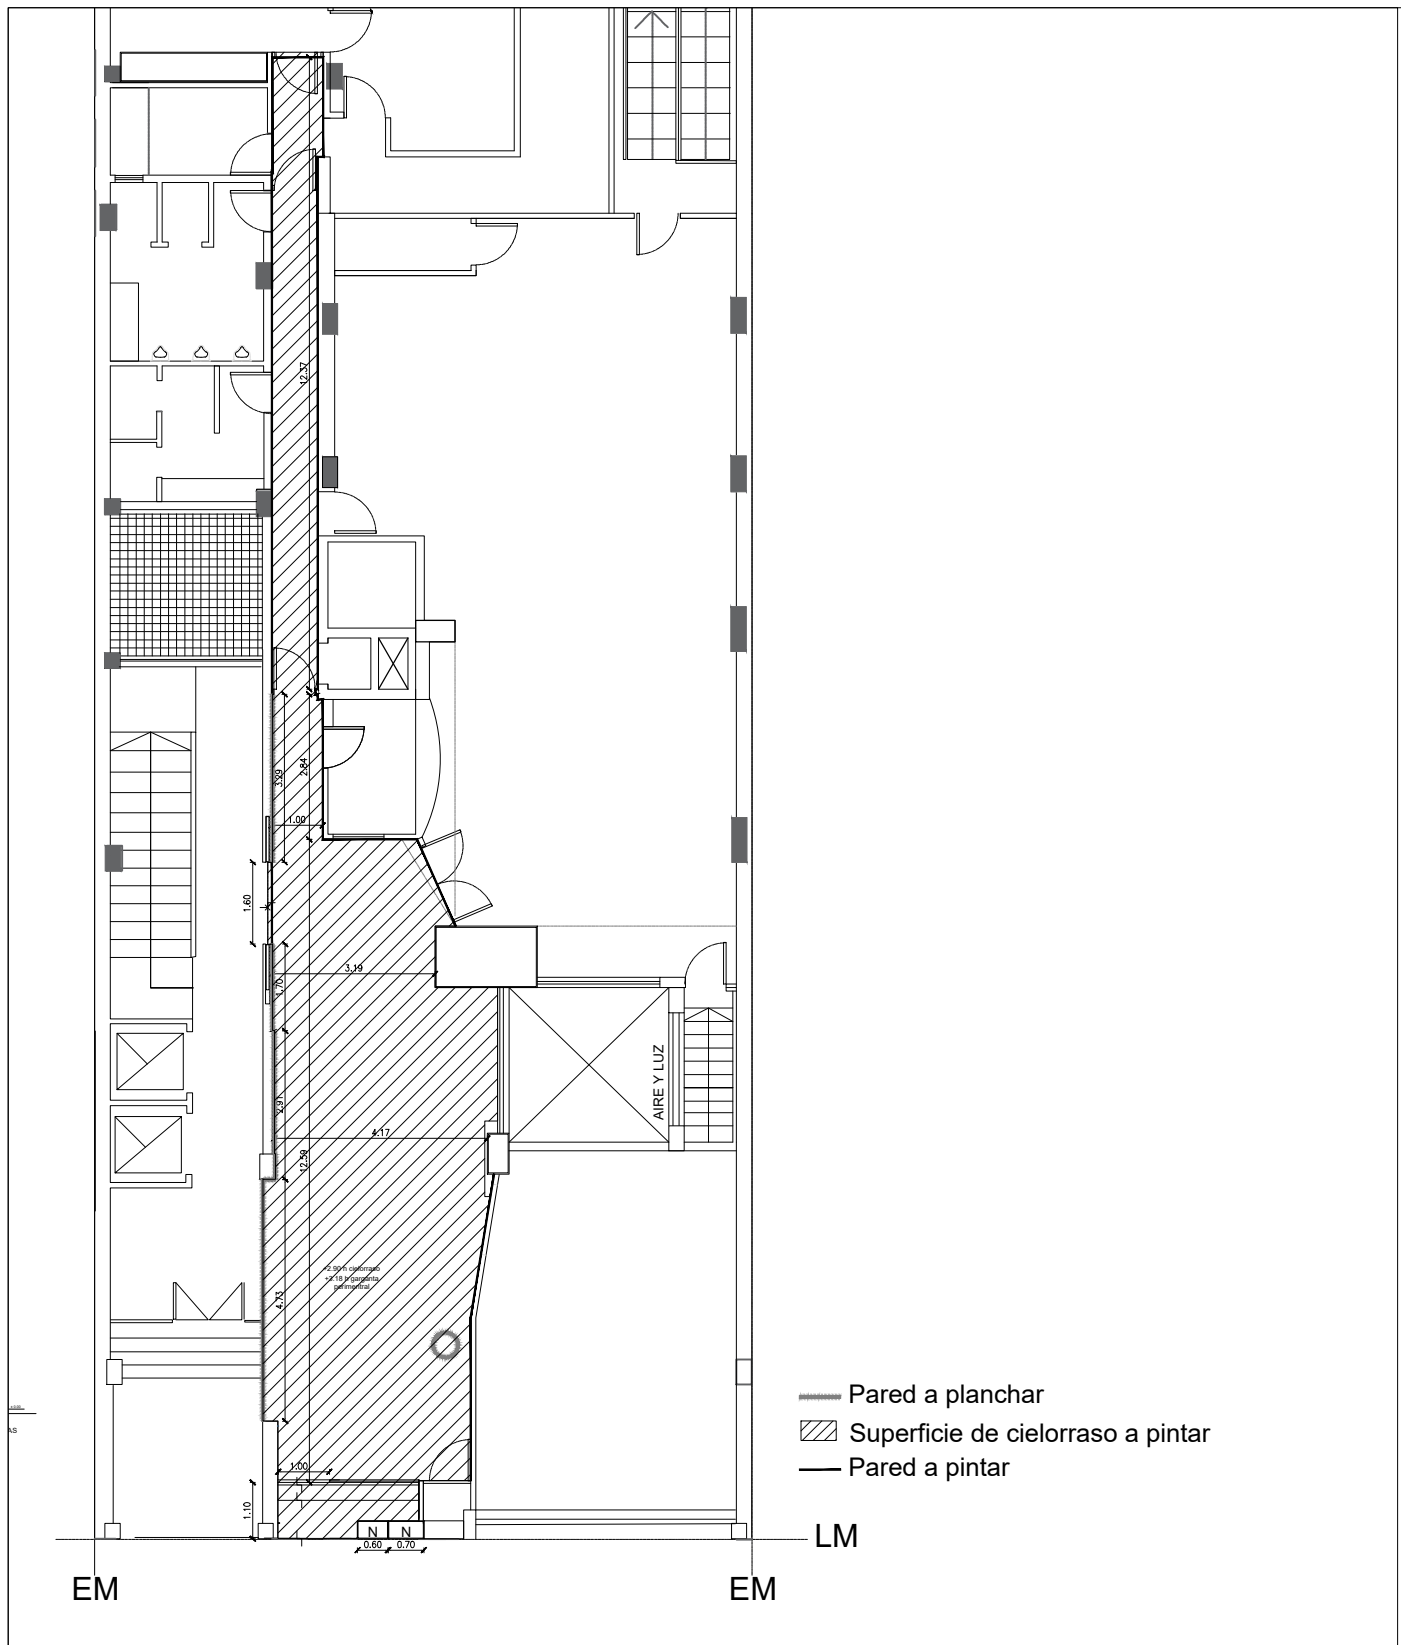 12.37
3.29
2.84
1.00
1.60
3.19
1.70
AIRE Y LUZ
2.91
4.17
12.59
+2.90 h cielorraso
+3.18 h garganta
perimentral
4.73
Pared a planchar
Superficie de cielorraso a pintar
Pared a pintar
AS
1.00
1.10
N N
0.60 0.70
LM
EM EM